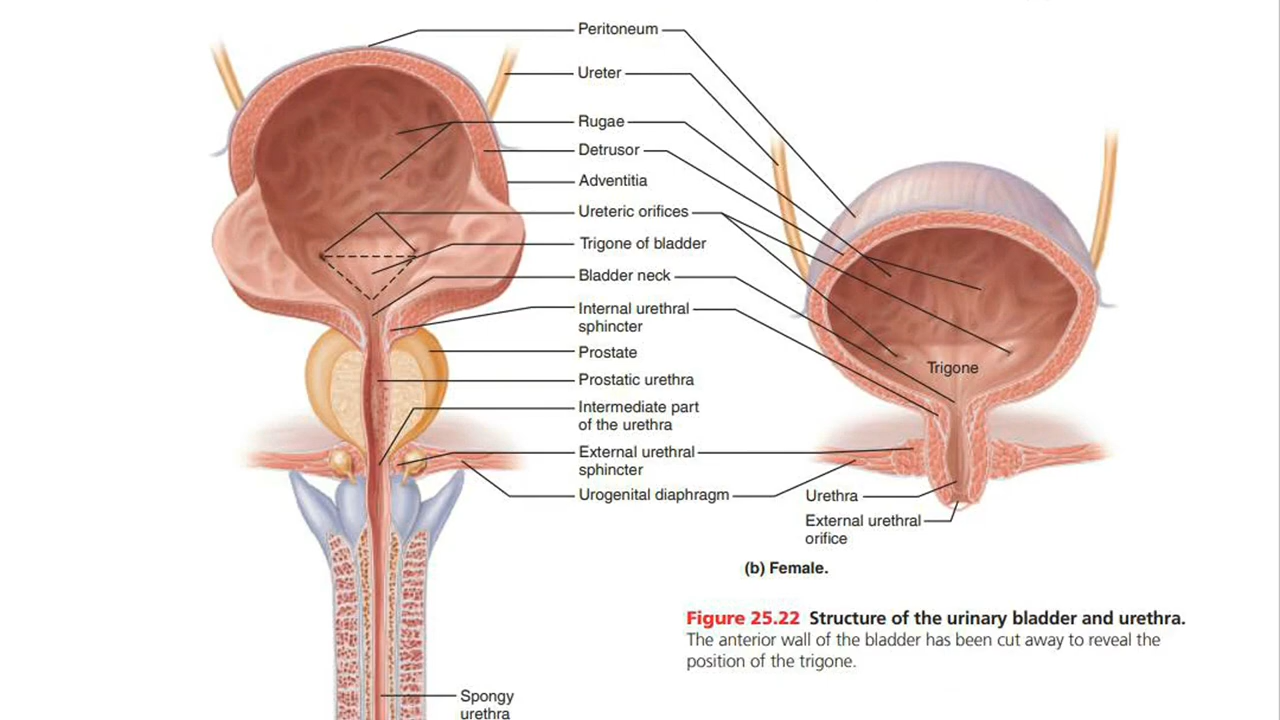 Peritoneum
Ureter
Rugae
Detrusor
Adventitia
Ureteric orifices
Trigone of bladder
Bladder neck
Internal urethral
sphincter
Prostate
Prostatic urethra
Intermediate part
of the urethra
External urethral
sphincter
Urogenital diaphragm
Spongy
urethra
Trigone
Urethra
External urethral
orifice
(b) Female.
Figure 25.22 Structure of the urinary bladder and urethra.
The anterior wall of the bladder has been cut away to reveal the
position of the trigone.